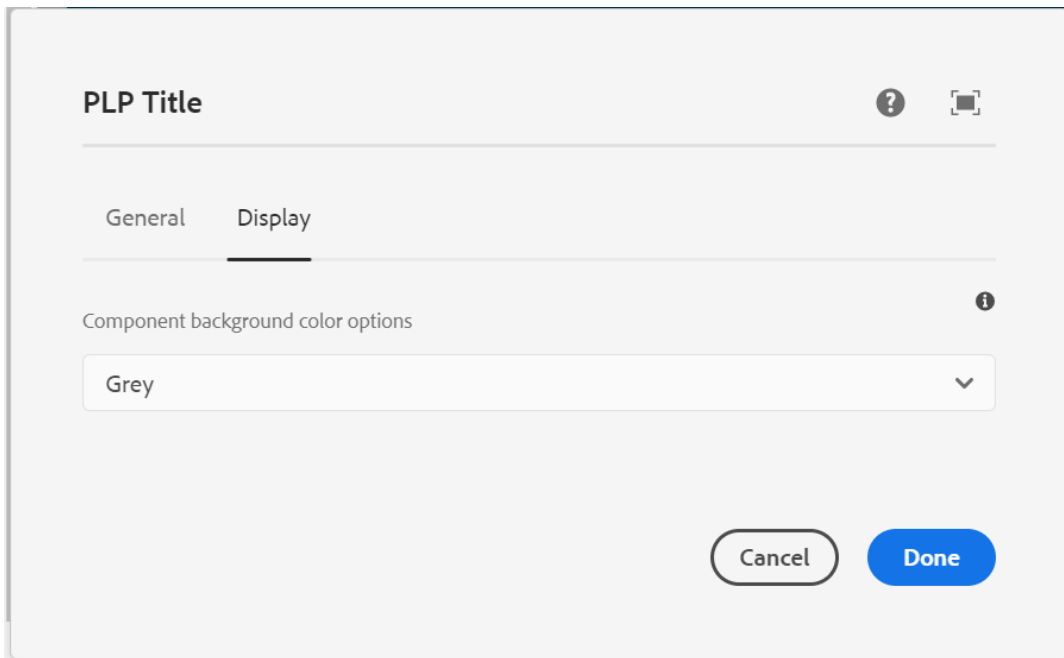 PLP Title
General Display
Component background color options
Grey
Cancel Done